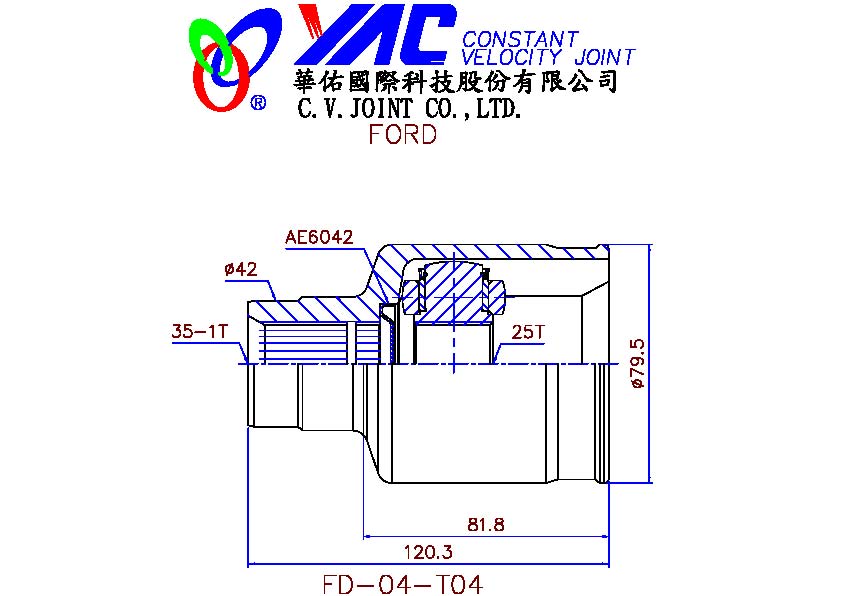 YAC CONSTANT
VELOCITY JOINT
®
華佑國際科技股份有限公司
C.V.JOINT CO.,LTD.
FORD
AE6042
ø42
35-1T
25T
ø79.5
81.8
120.3
FD-04-T04